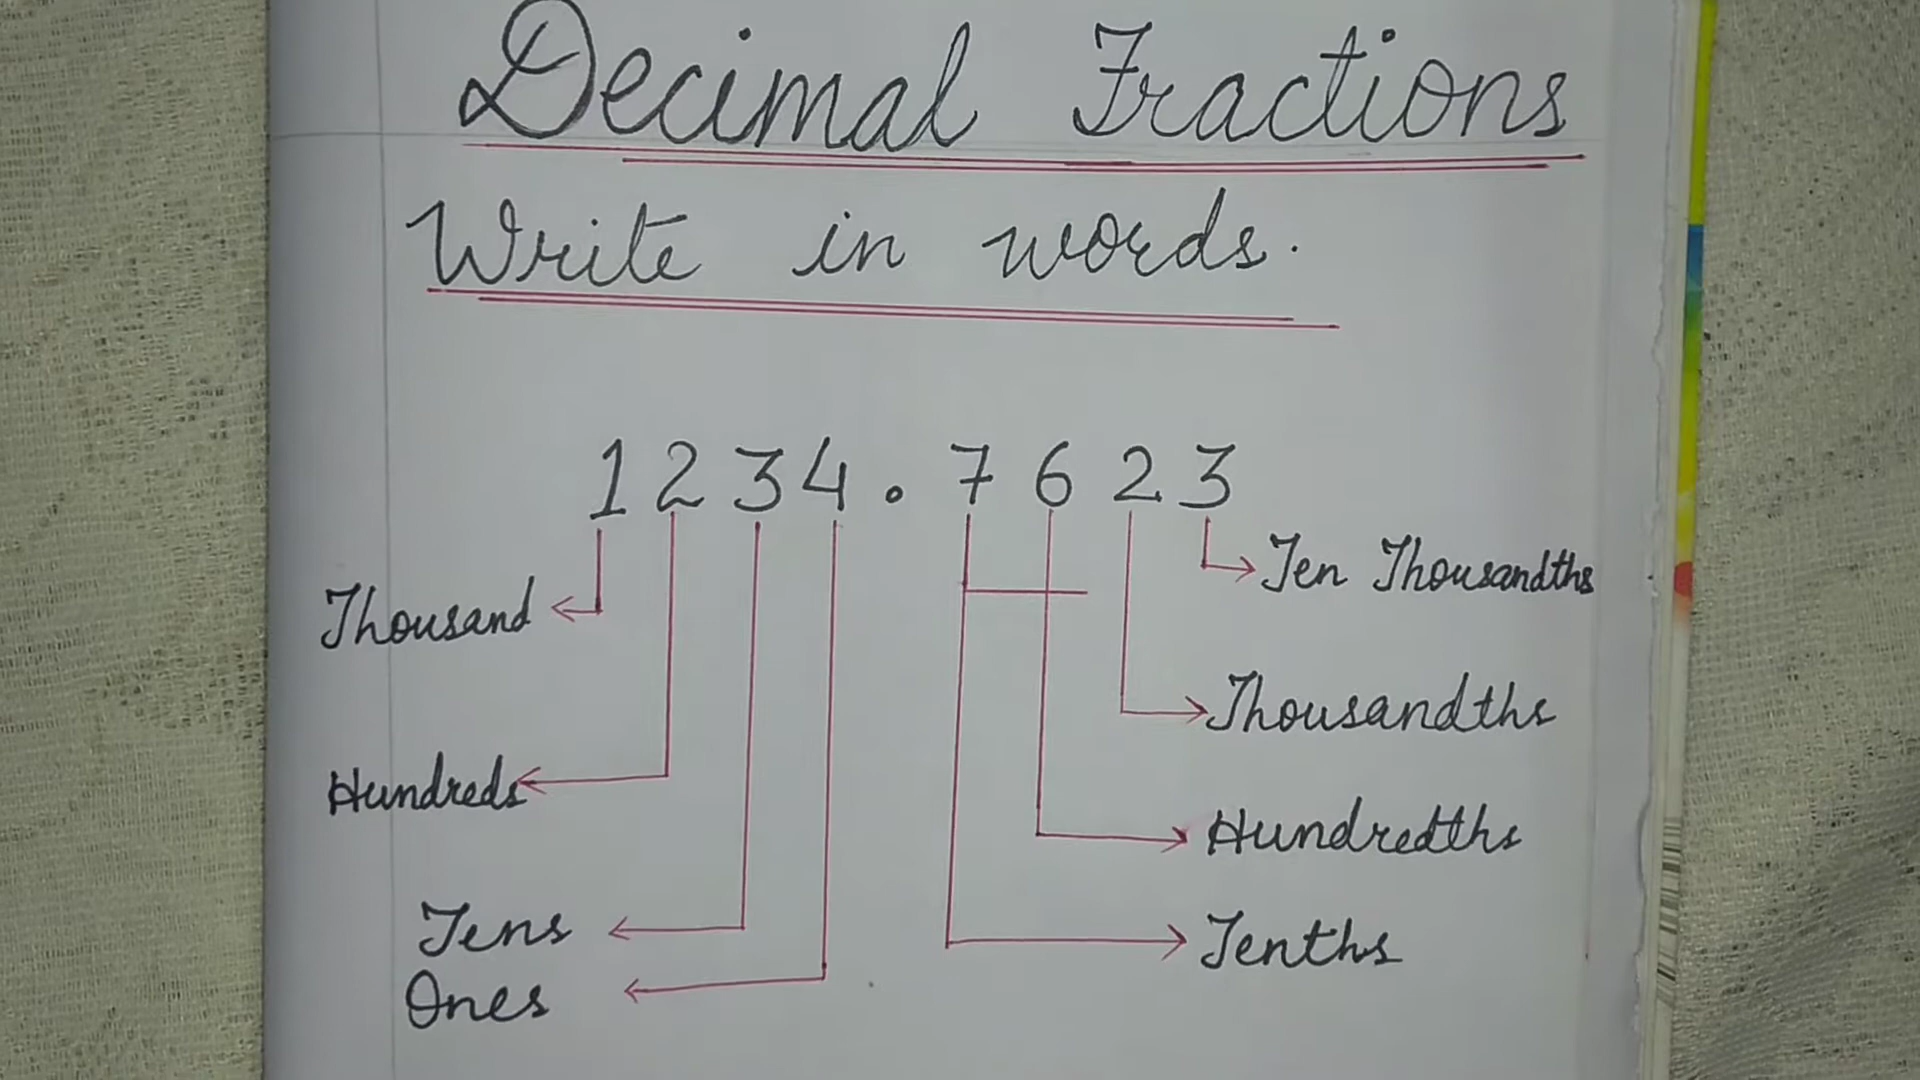 Decimal Fractions
Write in words.
1234.7623
Ten Thousandths
Thousand
Thousandths
Hundreds
Hundredths
Tens
Tenths
Ones